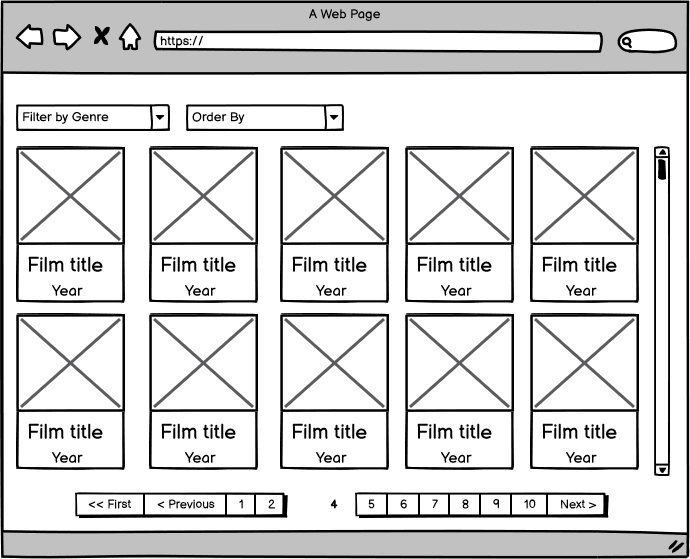 A Web Page
https://
Filter by Genre Order By
Film title Film title Film title Film title Film title
Year Year Year Year Year
Film title Film title Film title Film title Film title
Year Year Year Year Year
<< First < Previous 1 2 4 5 6 7 8 9 10 Next >